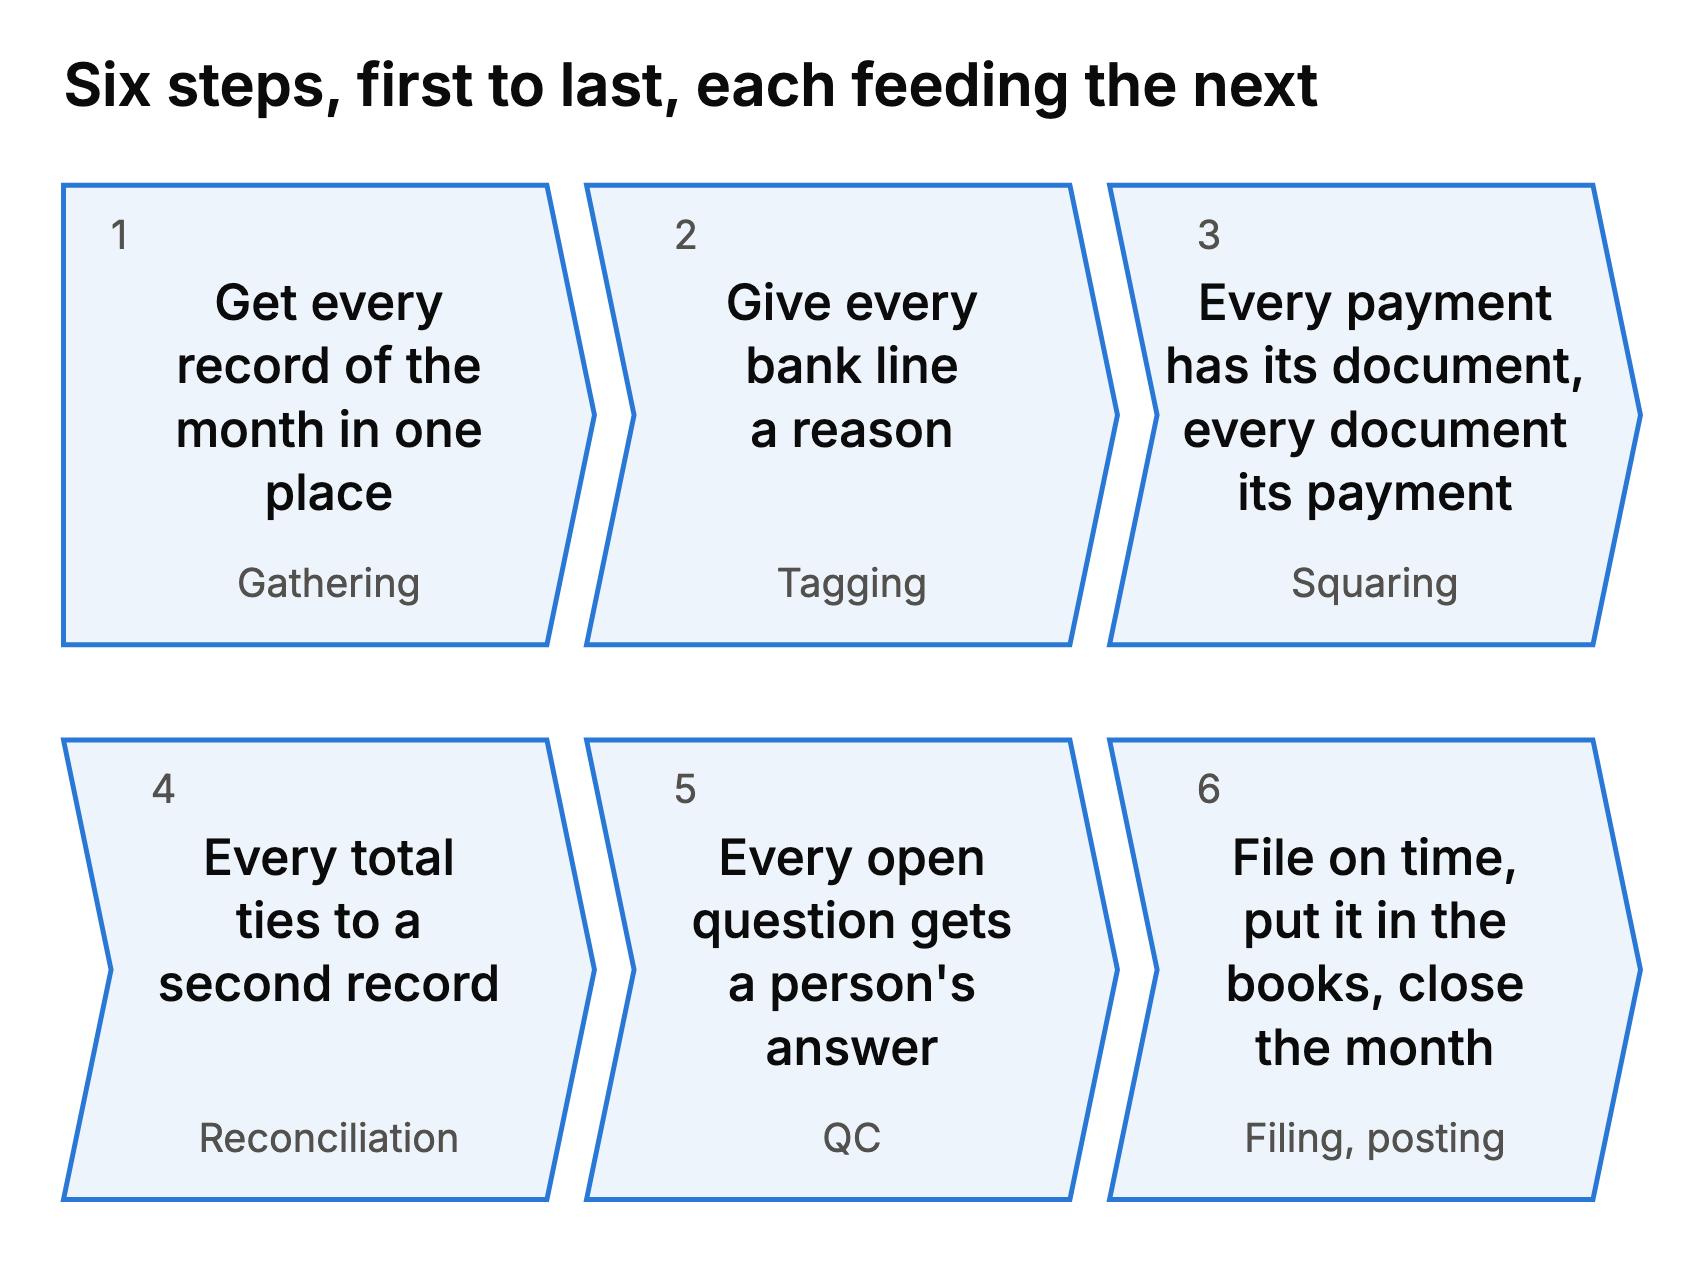 Six steps, first to last, each feeding the next
1
Get every
record of the
month in one
place
Gathering
2
Give every
bank line
a reason
Tagging
3
Every payment
has its document,
every document
its payment
Squaring
4
Every total
ties to a
second record
Reconciliation
5
Every open
question gets
a person's
answer
QC
6
File on time,
put it in the
books, close
the month
Filing, posting